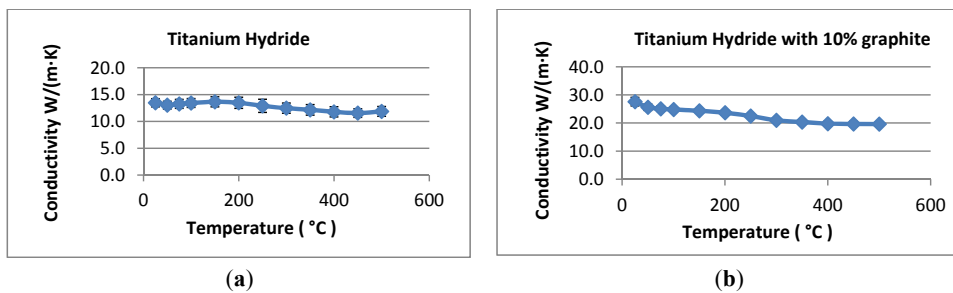 Titanium Hydride
20.0
15.0
10.0
5.0
0.0
0 200 400 600
Conductivity W/(m·K)
Temperature ( °C )
(a)
Titanium Hydride with 10% graphite
40.0
30.0
20.0
10.0
0.0
0 200 400 600
Conductivity W/(m·K)
Temperature ( °C )
(b)